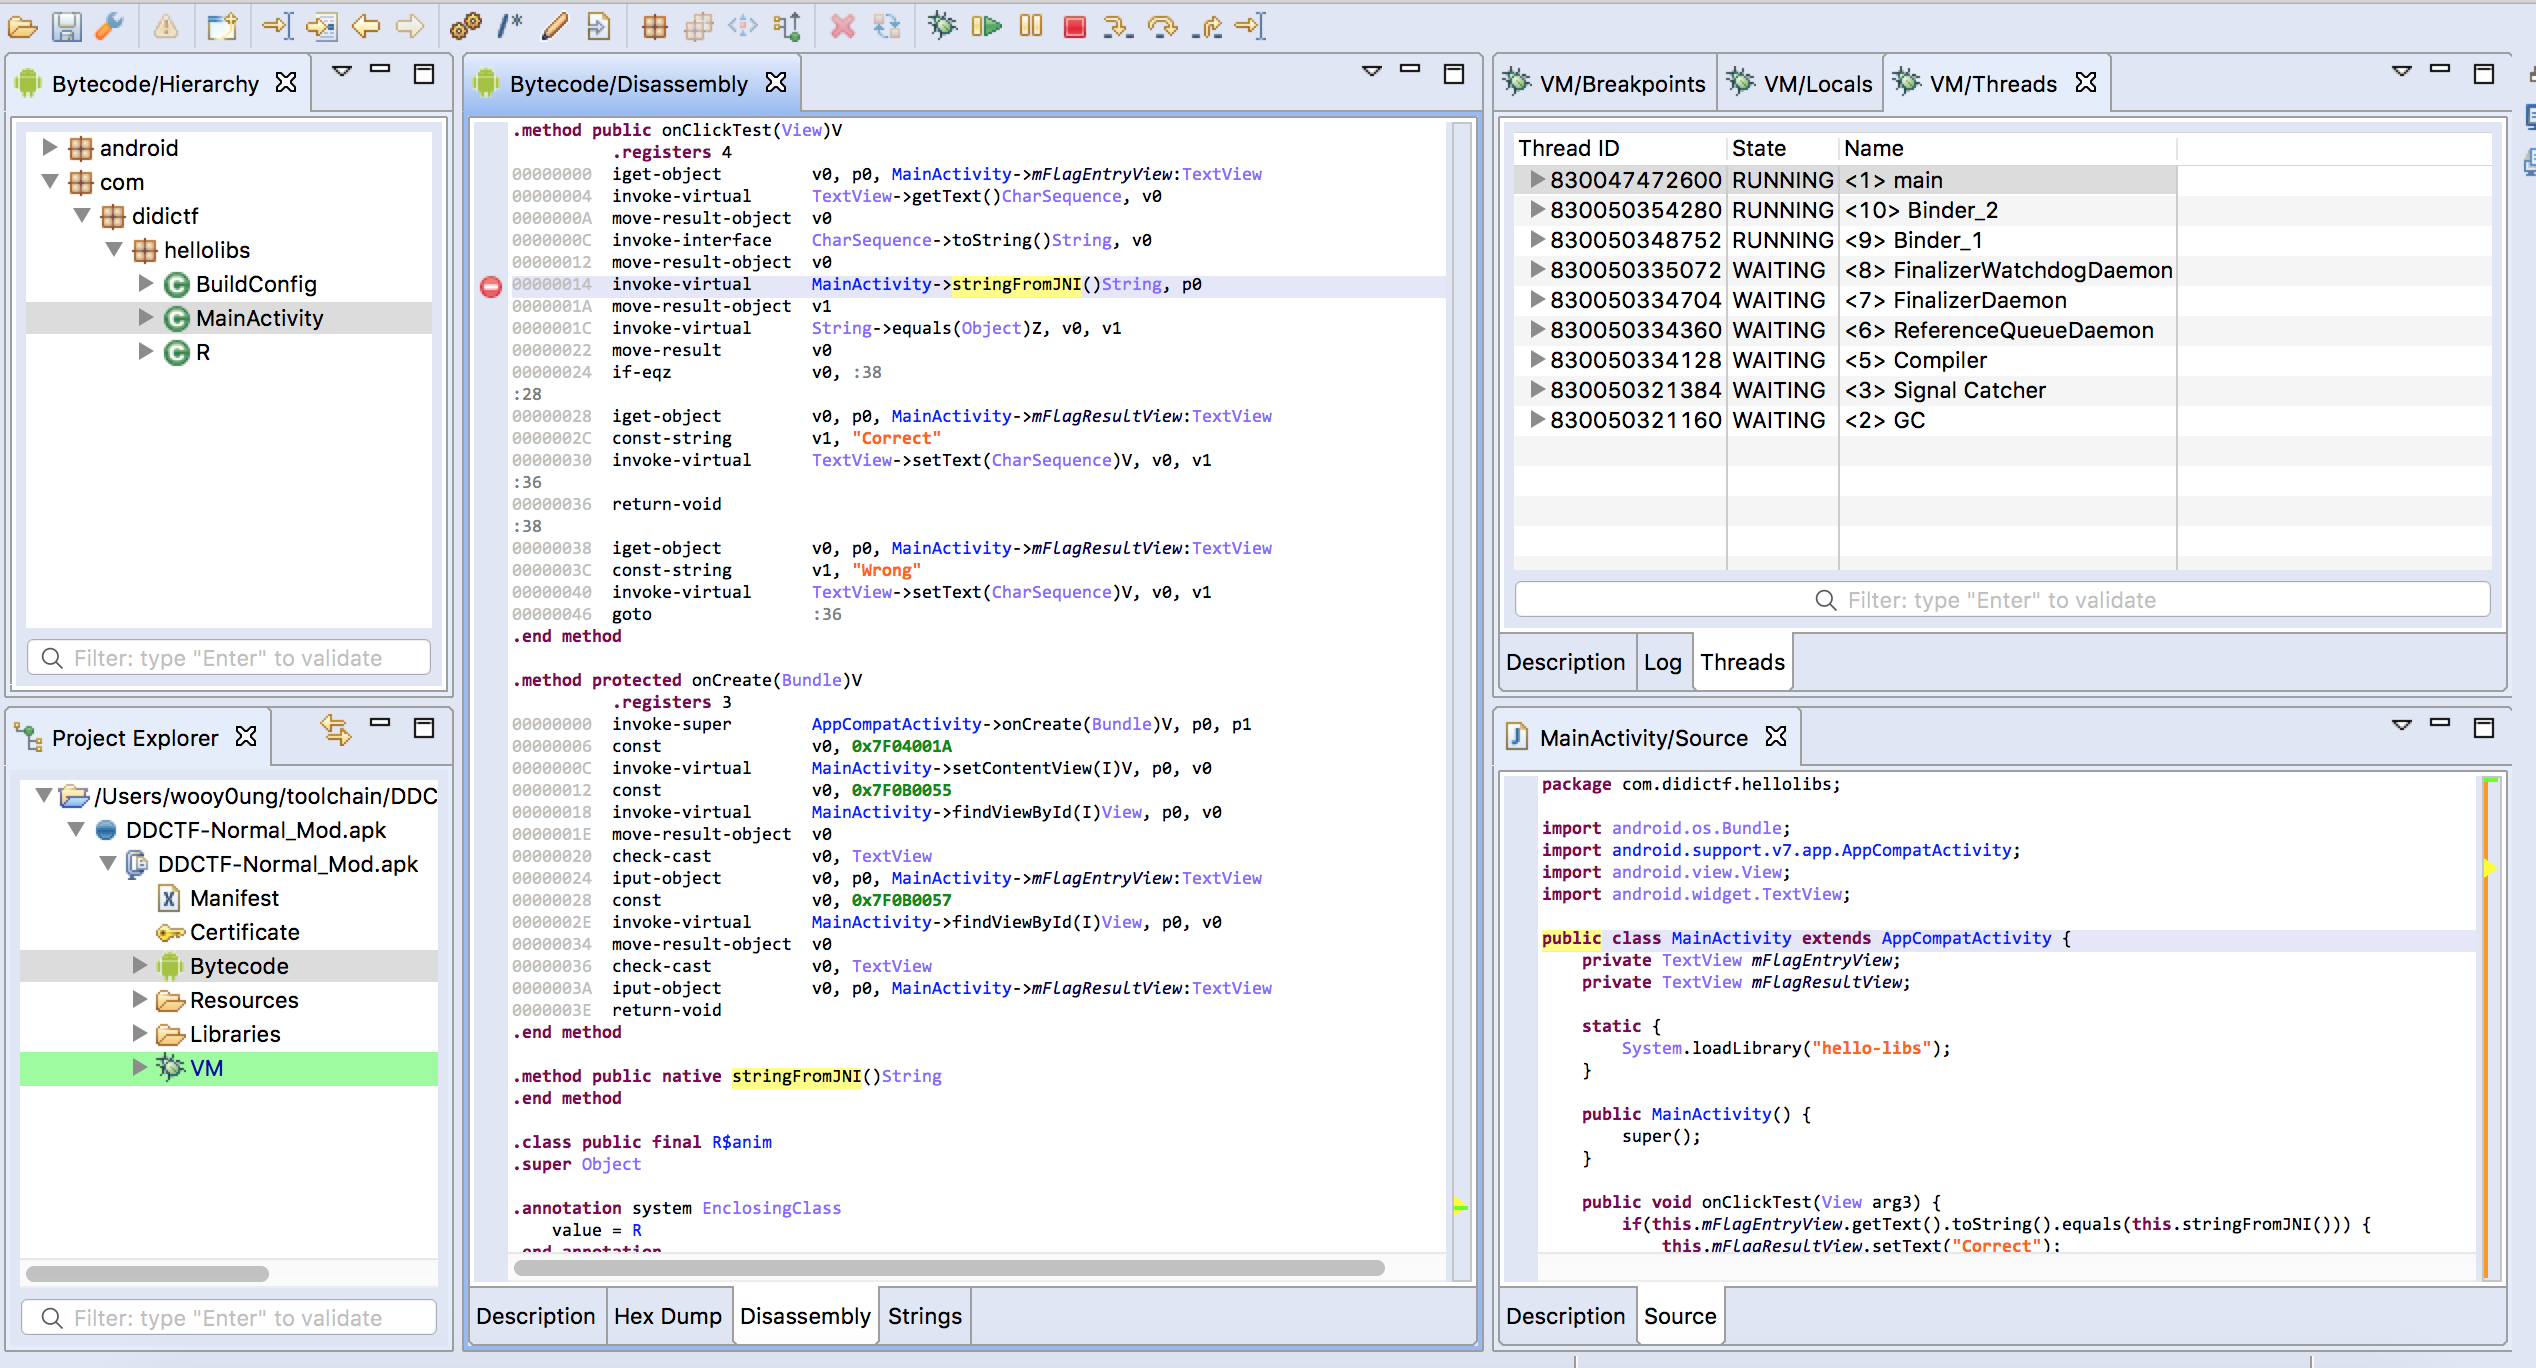 Bytecode/Hierarchy
android
com
didictf
hellolibs
BuildConfig
MainActivity
R
Filter: type "Enter" to validate
Project Explorer
/Users/wooy0ung/toolchain/DDC
DDCTF-Normal_Mod.apk
DDCTF-Normal_Mod.apk
Manifest
Certificate
Bytecode
Resources
Libraries
VM
Filter: type "Enter" to validate
Bytecode/Disassembly
.method public onClickTest(View)V
.registers 4
00000000 iget-object v0, p0, MainActivity->mFlagEntryView:TextView
00000004 invoke-virtual TextView->getText()CharSequence, v0
0000000A move-result-object v0
0000000C invoke-interface CharSequence->toString()String, v0
00000012 move-result-object v0
00000014 invoke-virtual MainActivity->stringFromJNI()String, p0
0000001A move-result-object v1
0000001C invoke-virtual String->equals(Object)Z, v0, v1
00000022 move-result v0
00000024 if-eqz v0, :38
:28
00000028 iget-object v0, p0, MainActivity->mFlagResultView:TextView
0000002C const-string v1, "Correct"
00000030 invoke-virtual TextView->setText(CharSequence)V, v0, v1
:36
00000036 return-void
:38
00000038 iget-object v0, p0, MainActivity->mFlagResultView:TextView
0000003C const-string v1, "Wrong"
00000040 invoke-virtual TextView->setText(CharSequence)V, v0, v1
00000046 goto :36
.end method
.method protected onCreate(Bundle)V
.registers 3
00000000 invoke-super AppCompatActivity->onCreate(Bundle)V, p0, p1
00000006 const v0, 0x7F04001A
0000000C invoke-virtual MainActivity->setContentView(I)V, p0, v0
00000012 const v0, 0x7F0B0055
00000018 invoke-virtual MainActivity->findViewById(I)View, p0, v0
0000001E move-result-object v0
00000020 check-cast v0, TextView
00000024 iput-object v0, p0, MainActivity->mFlagEntryView:TextView
00000028 const v0, 0x7F0B0057
0000002E invoke-virtual MainActivity->findViewById(I)View, p0, v0
00000034 move-result-object v0
00000036 check-cast v0, TextView
0000003A iput-object v0, p0, MainActivity->mFlagResultView:TextView
0000003E return-void
.end method
.method public native stringFromJNI()String
.end method
.class public final R$anim
.super Object
.annotation system EnclosingClass
value = R
.end annotation
Description Hex Dump Disassembly Strings
VM/Breakpoints VM/Locals VM/Threads
Thread ID State Name
830047472600 RUNNING <1> main
830050354280 RUNNING <10> Binder_2
830050348752 RUNNING <9> Binder_1
830050335072 WAITING <8> FinalizerWatchdogDaemon
830050334704 WAITING <7> FinalizerDaemon
830050334360 WAITING <6> ReferenceQueueDaemon
830050334128 WAITING <5> Compiler
830050321384 WAITING <3> Signal Catcher
830050321160 WAITING <2> GC
Filter: type "Enter" to validate
Description Log Threads
MainActivity/Source
package com.didictf.hellolibs;
import android.os.Bundle;
import android.support.v7.app.AppCompatActivity;
import android.view.View;
import android.widget.TextView;
public class MainActivity extends AppCompatActivity {
private TextView mFlagEntryView;
private TextView mFlagResultView;
static {
System.loadLibrary("hello-libs");
}
public MainActivity() {
super();
}
public void onClickTest(View arg3) {
if(this.mFlagEntryView.getText().toString().equals(this.stringFromJNI())) {
this.mFlagResultView.setText("Correct");
Description Source